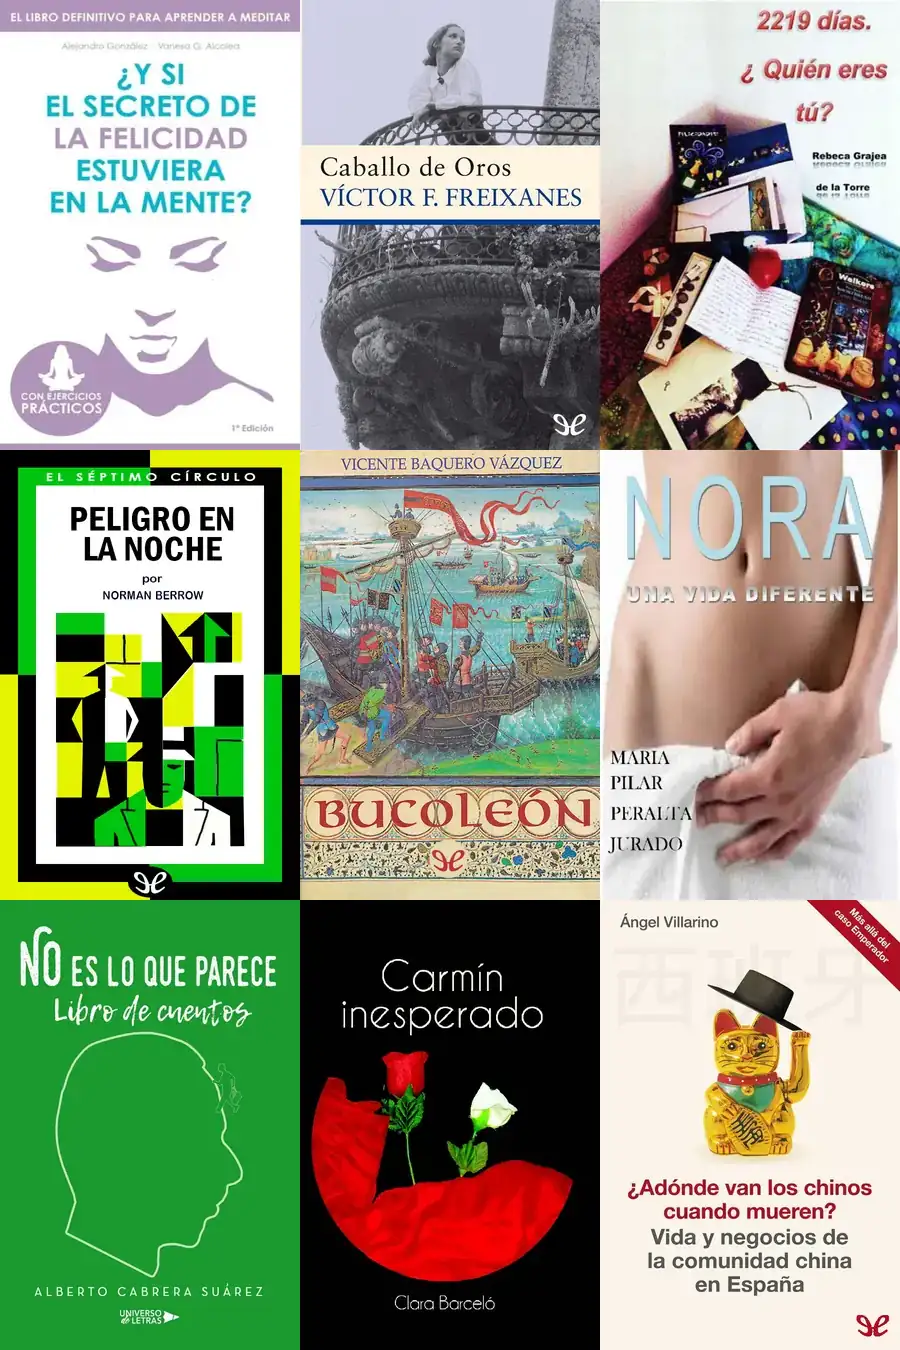 EL LIBRO DEFINITIVO PARA APRENDER A MEDITAR
Alejandro González Vanesa G. Alcolea
¿Y SI
EL SECRETO DE
LA FELICIDAD
ESTUVIERA
EN LA MENTE?
CON EJERCICIOS
PRÁCTICOS
1ª Edición
Caballo de Oros
VÍCTOR F. FREIXANES
2219 días.
¿ Quién eres
tú?
Rebeca Grajea
de la Torre
Walkers
EL SÉPTIMO CÍRCULO
PELIGRO EN
LA NOCHE
por
NORMAN BERROW
VICENTE BAQUERO VÁZQUEZ
BUCOLEÓN
NORA
UNA VIDA DIFERENTE
MARIA
PILAR
PERALTA
JURADO
NO ES LO QUE PARECE
Libro de cuentos
ALBERTO CABRERA SUÁREZ
UNIVERSO
de LETRAS
Carmín
inesperado
Clara Barceló
Ángel Villarino
Más allá del
caso Emperador
西班牙
¿Adónde van los chinos
cuando mueren?
Vida y negocios de
la comunidad china
en España